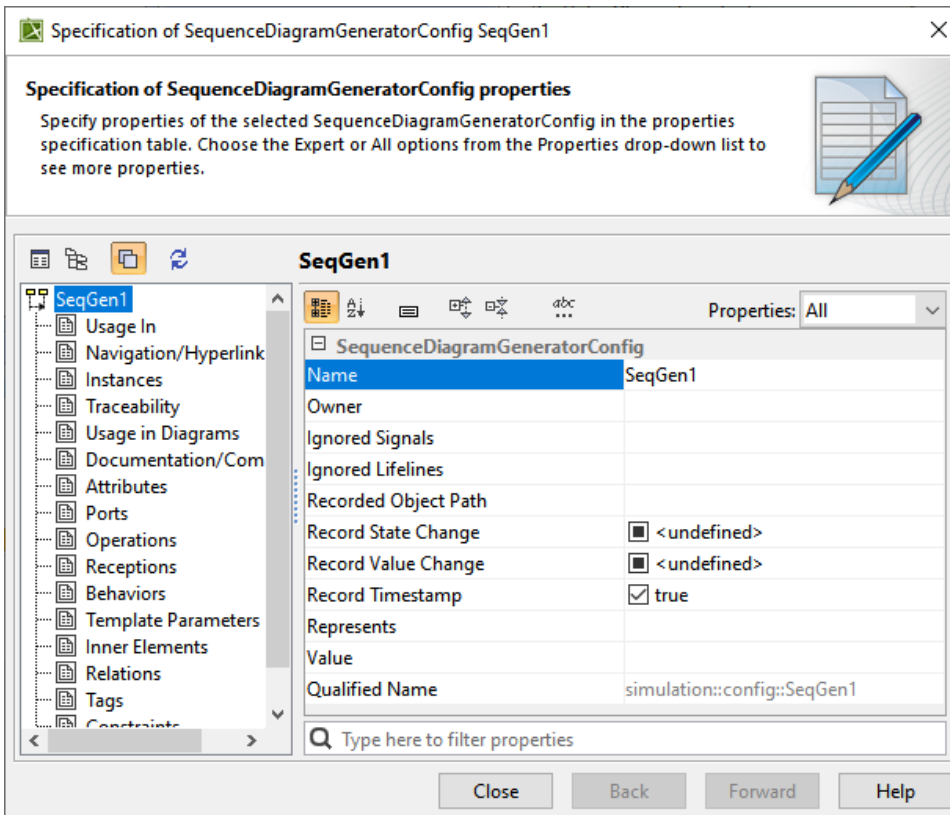 Specification of SequenceDiagramGeneratorConfig SeqGen1
Specification of SequenceDiagramGeneratorConfig properties
Specify properties of the selected SequenceDiagramGeneratorConfig in the properties
specification table. Choose the Expert or All options from the Properties drop-down list to
see more properties.
SeqGen1
SeqGen1
Usage In
Navigation/Hyperlink
Instances
Traceability
Usage in Diagrams
Documentation/Com
Attributes
Ports
Operations
Receptions
Behaviors
Template Parameters
Inner Elements
Relations
Tags
Constraints
Properties: All
SequenceDiagramGeneratorConfig
Name SeqGen1
Owner
Ignored Signals
Ignored Lifelines
Recorded Object Path
Record State Change <undefined>
Record Value Change <undefined>
Record Timestamp true
Represents
Value
Qualified Name simulation::config::SeqGen1
Type here to filter properties
Close Back Forward Help